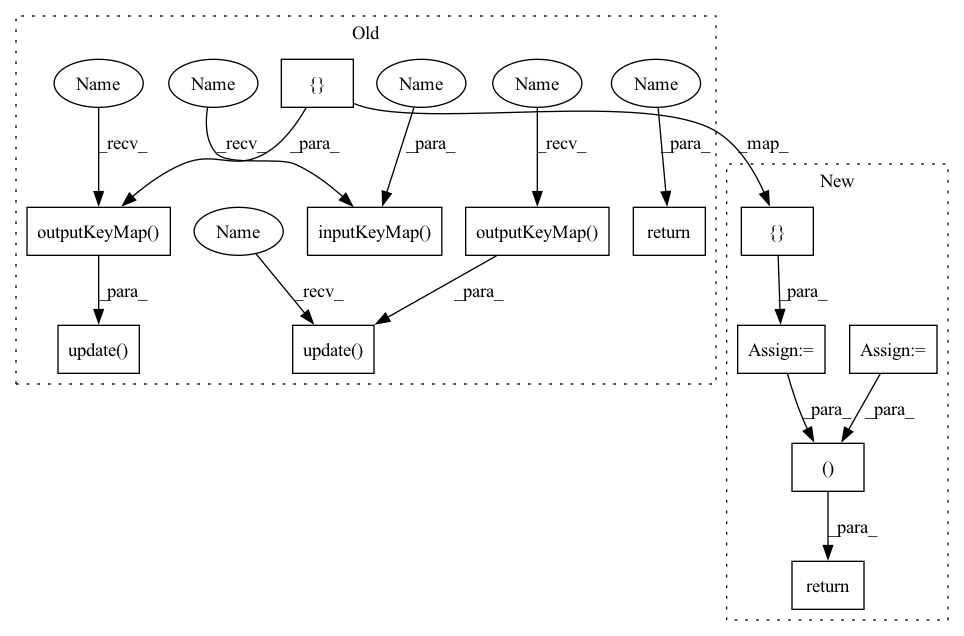 Old
Name
Name
{}
Name
Name
Name
_recv_
_recv_
_para_
_para_
_recv_
_para_
_map_
New
outputKeyMap()
Name
inputKeyMap()
outputKeyMap()
return
{}
_para_
_recv_
_para_
_para_
update()
update()
Assign:=
Assign:=
_para_
_para_
()
_para_
return